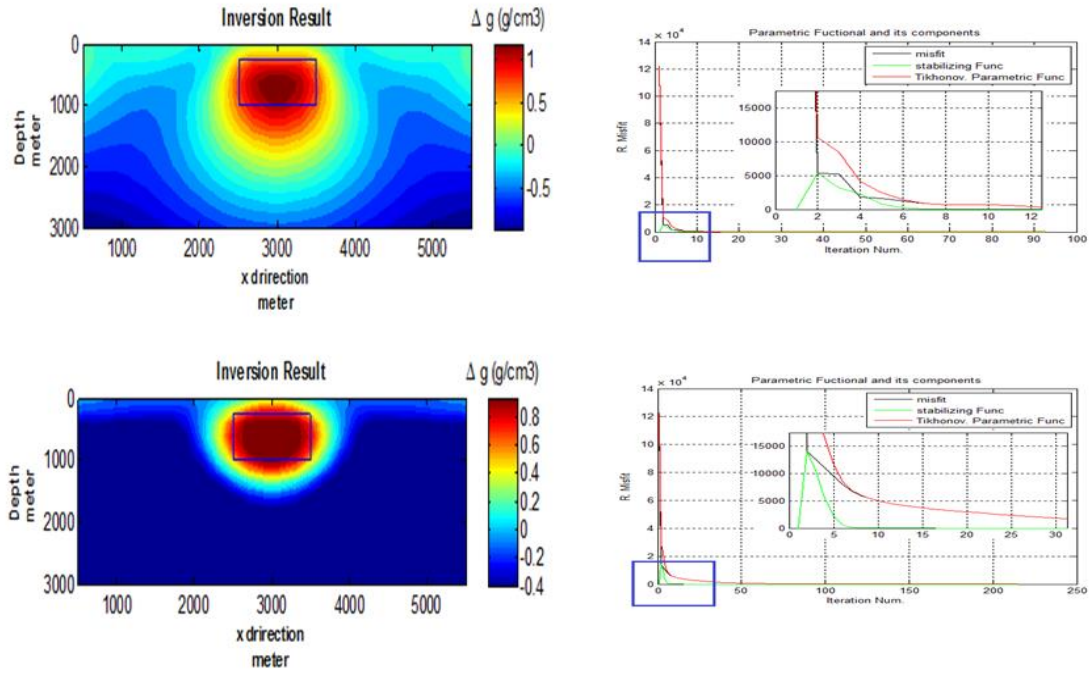 Inversion Result
Δ g (g/cm3)
0
1000
2000
3000
Depth
meter
1000 2000 3000 4000 5000
x drirection
meter
1
0.5
0
-0.5
Parametric Fuctional and its components
x 10⁴
14
12
10
8
6
4
2
0
R. Misfit
misfit
stabilizing Func
Tikhonov. Parametric Func
15000
10000
5000
0
0 2 4 6 8 10 12
0 10 20 30 40 50 60 70 80 90 100
Iteration Num.
Inversion Result
Δ g (g/cm3)
0
1000
2000
3000
Depth
meter
1000 2000 3000 4000 5000
x drirection
meter
0.8
0.6
0.4
0.2
0
-0.2
-0.4
Parametric Fuctional and its components
x 10⁴
14
12
10
8
6
4
2
0
R. Misfit
misfit
stabilizing Func
Tikhonov. Parametric Func
15000
10000
5000
0
0 5 10 15 20 25 30
0 50 100 150 200 250
Iteration Num.